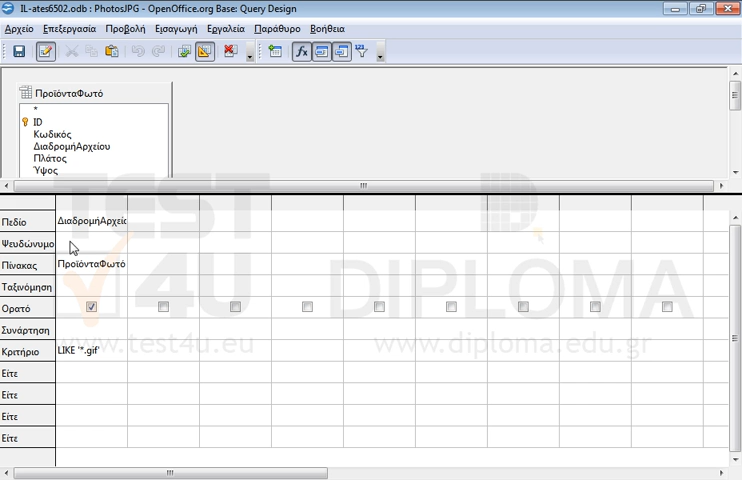 IL-ates6502.odb : PhotosJPG - OpenOffice.org Base: Query Design
Αρχείο Επεξεργασία Προβολή Εισαγωγή Εργαλεία Παράθυρο Βοήθεια
ΠροϊόνταΦωτό
*
ID
Κωδικός
ΔιαδρομήΑρχείου
Πλάτος
Ύψος
Πεδίο ΔιαδρομήΑρχείο
Ψευδώνυμο
Πίνακας ΠροϊόνταΦωτό
Ταξινόμηση
Ορατό
Συνάρτηση
Κριτήριο LIKE '*.gif'
Είτε
Είτε
Είτε
Είτε
TEST
4U
DIPLOMA
www.test4u.eu www.diploma.edu.gr